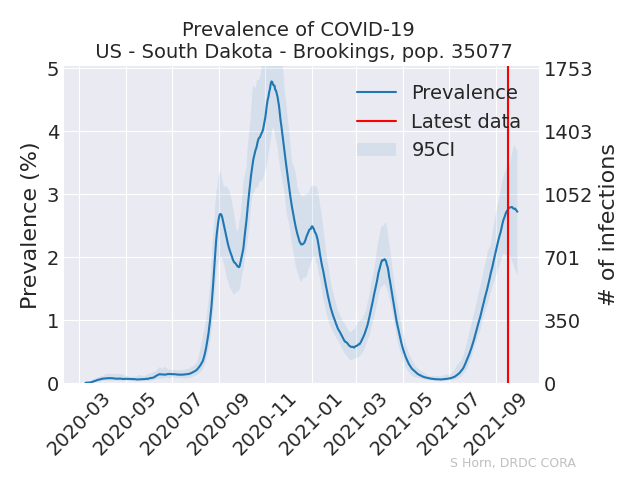 Prevalence of COVID-19
US - South Dakota - Brookings, pop. 35077
Prevalence (%)
5
4
3
2
1
0
1753
1403
1052
701
350
0
# of infections
Prevalence
Latest data
95CI
2020-03
2020-05
2020-07
2020-09
2020-11
2021-01
2021-03
2021-05
2021-07
2021-09
S Horn, DRDC CORA